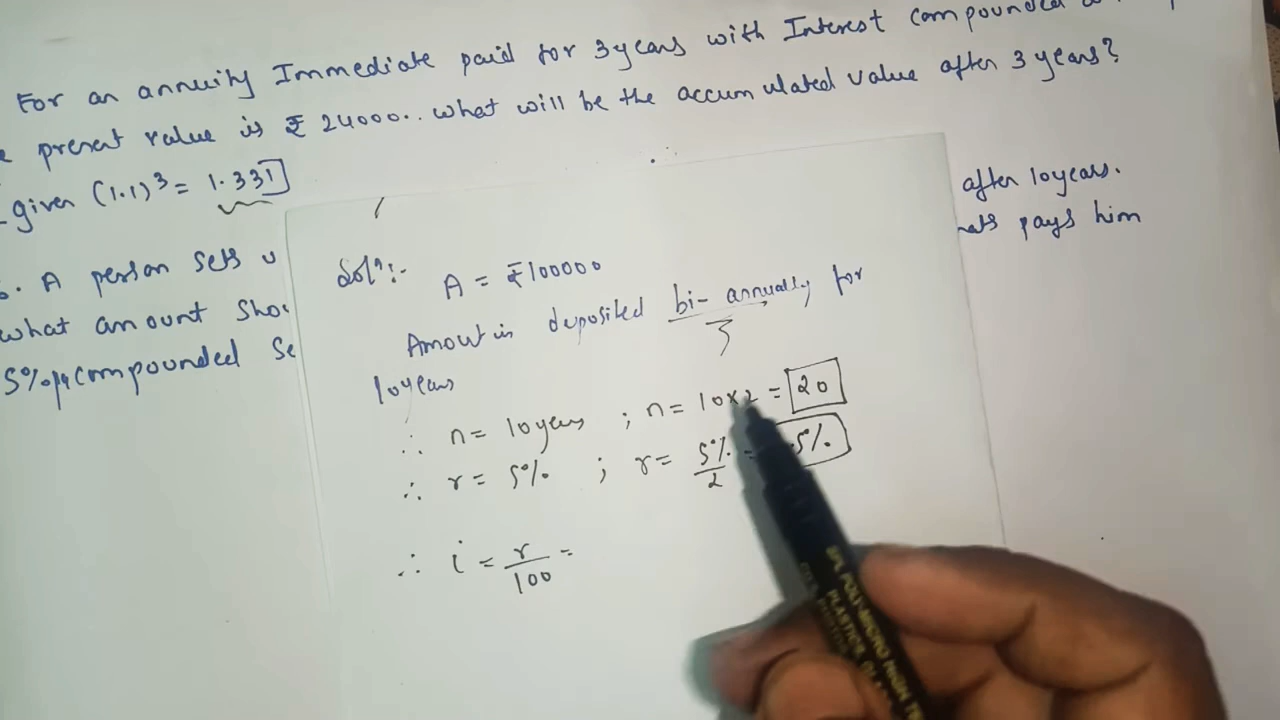 For an annuity Immediate paid for 3 years with Interest compounded
present value is ₹ 24000.. what will be the accumulated value after 3 years?
given (1.1)³ = 1.331]
after 10 years.
A person sets u
pays him
what amount
5% compounded Se
Solⁿ:- A = ₹100000
Amount is deposited bi-annually for
10 years
∴ n = 10 years ; n = 10×2 = 20
∴ r = 5% ; r = 5%/2 = .5%
∴ i = r/100 =